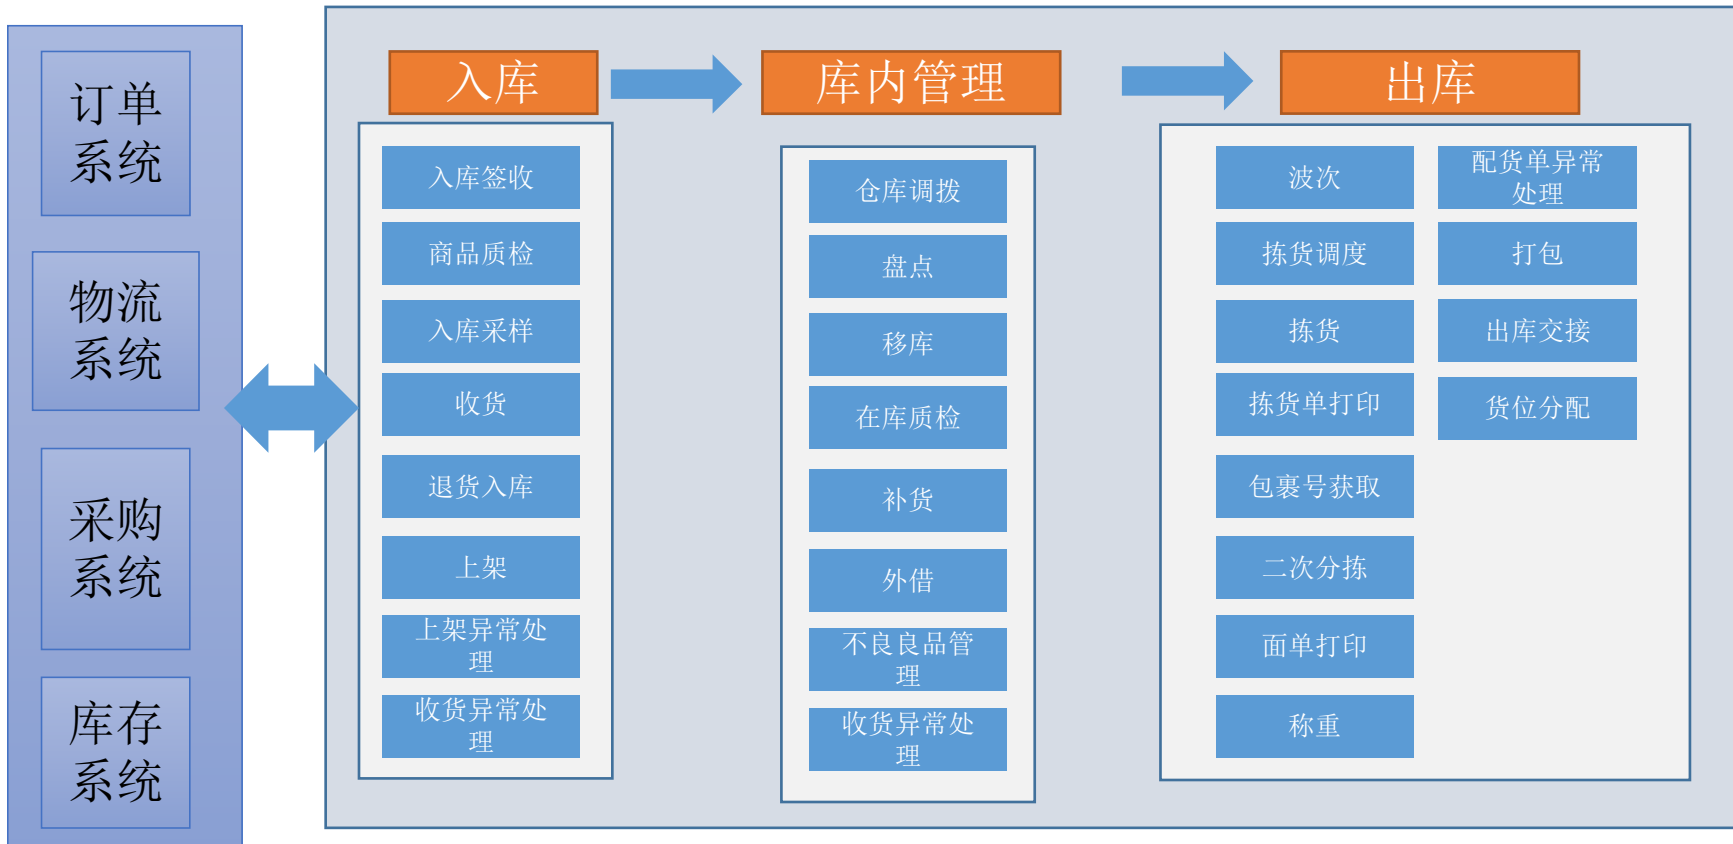 订单
系统
物流
系统
采购
系统
库存
系统
入库
入库签收
商品质检
入库采样
收货
退货入库
上架
上架异常处
理
收货异常处
理
库内管理
仓库调拨
盘点
移库
在库质检
补货
外借
不良良品管
理
收货异常处
理
出库
波次
拣货调度
拣货
拣货单打印
包裹号获取
二次分拣
面单打印
称重
配货单异常
处理
打包
出库交接
货位分配